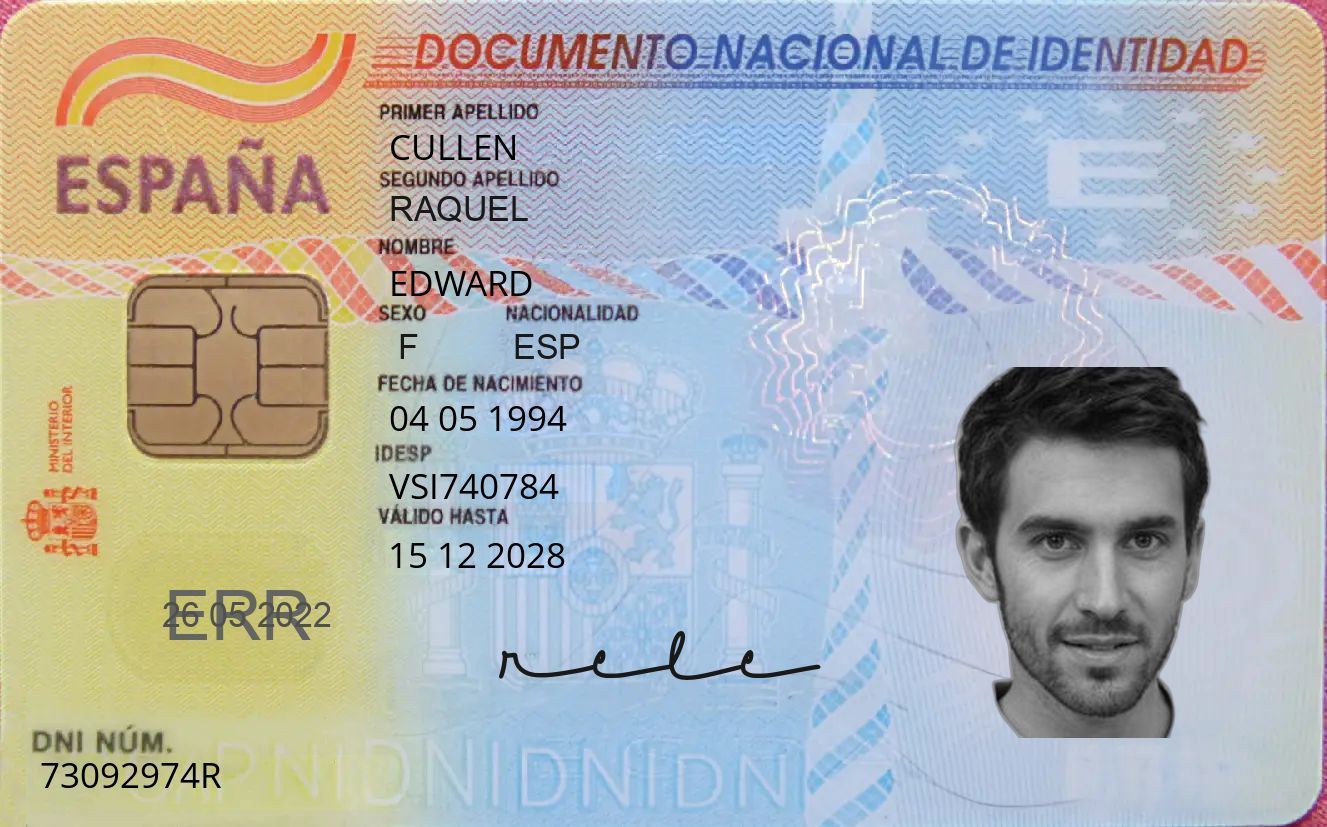 DOCUMENTO NACIONAL DE IDENTIDAD
ESPAÑA
PRIMER APELLIDO
CULLEN
SEGUNDO APELLIDO
RAQUEL
NOMBRE
EDWARD
SEXO NACIONALIDAD
F ESP
FECHA DE NACIMIENTO
04 05 1994
IDESP
VSI740784
VÁLIDO HASTA
15 12 2028
MINISTERIO
DEL INTERIOR
E
26 05 2022
ERR
rele
DNI NÚM.
73092974R
DNIDNIDNIDN